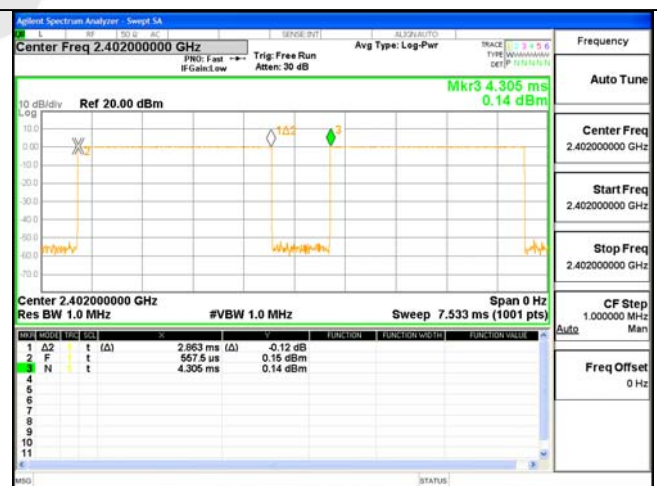 Agilent Spectrum Analyzer - Swept SA
L RF 50 Ω AC SENSE:INT ALIGNAUTO
Center Freq 2.402000000 GHz
PNO: Fast
IFGain:Low
Trig: Free Run
Atten: 30 dB
Avg Type: Log-Pwr
TRACE 1 2 3 4 5 6
TYPE
DET P N N N N N
Mkr3 4.305 ms
0.14 dBm
10 dB/div Ref 20.00 dBm
Log
10.0
0.00
-10.0
-20.0
-30.0
-40.0
-50.0
-60.0
-70.0
2
1Δ2
3
Center 2.402000000 GHz Span 0 Hz
Res BW 1.0 MHz #VBW 1.0 MHz Sweep 7.533 ms (1001 pts)
MKR MODE TRC SCL X Y FUNCTION FUNCTION WIDTH FUNCTION VALUE
1 Δ2 1 t (Δ) 2.863 ms (Δ) -0.12 dB
2 F 1 t 557.5 µs 0.15 dBm
3 N 1 t 4.305 ms 0.14 dBm
4
5
6
7
8
9
10
11
MSG STATUS
Frequency
Auto Tune
Center Freq
2.402000000 GHz
Start Freq
2.402000000 GHz
Stop Freq
2.402000000 GHz
CF Step
1.000000 MHz
Auto Man
Freq Offset
0 Hz